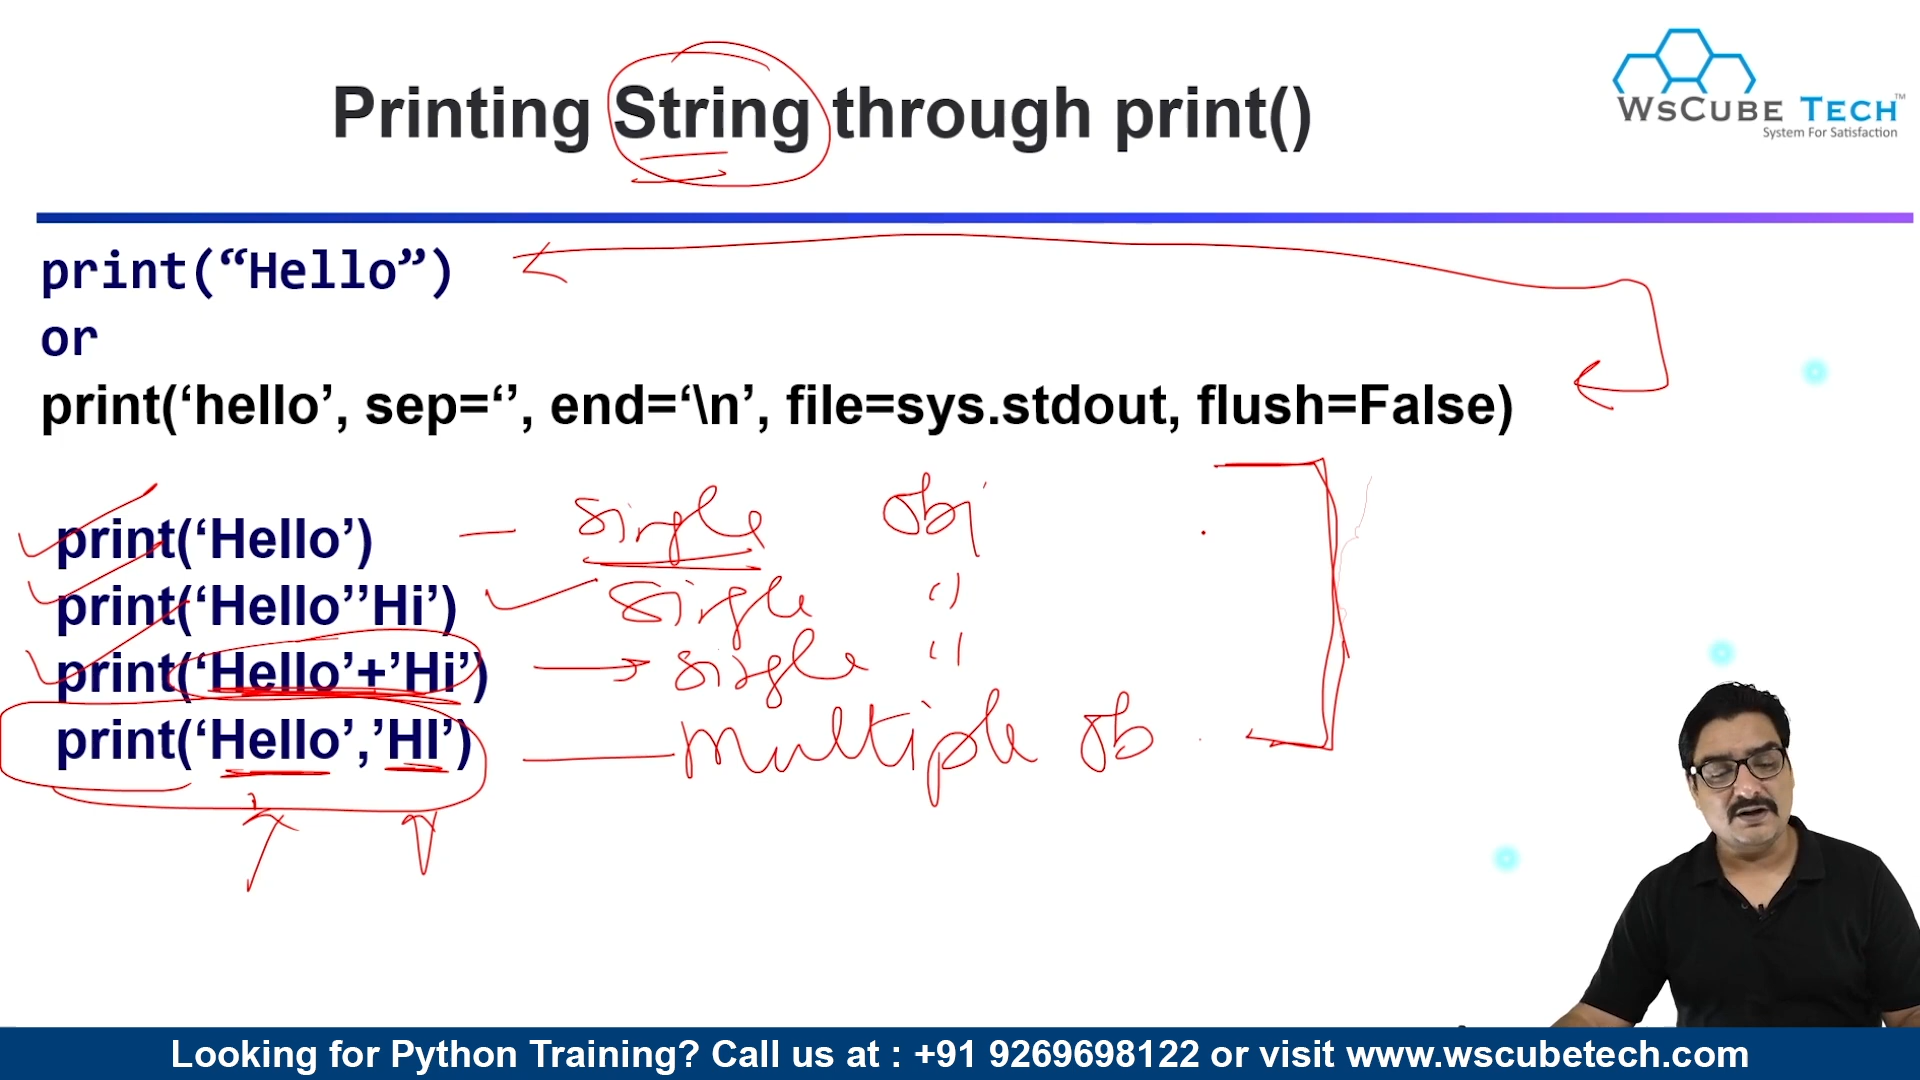 Printing String through print()
WSCUBE TECH™
System For Satisfaction
print(“Hello”)
or
print(‘hello’, sep=‘’, end=‘\n’, file=sys.stdout, flush=False)
print(‘Hello’) – single obj
print(‘Hello’’Hi’) single "
print(‘Hello’+’Hi’) single "
print(‘Hello’,’HI’) multiple ob
Looking for Python Training? Call us at : +91 9269698122 or visit www.wscubetech.com